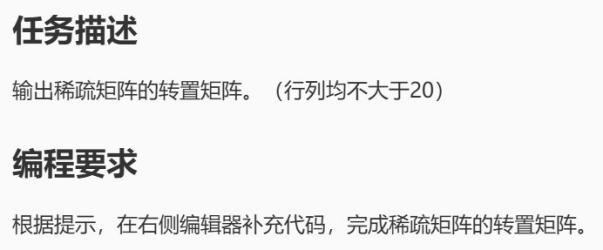 任务描述
输出稀疏矩阵的转置矩阵。（行列均不大于20）
编程要求
根据提示，在右侧编辑器补充代码，完成稀疏矩阵的转置矩阵。